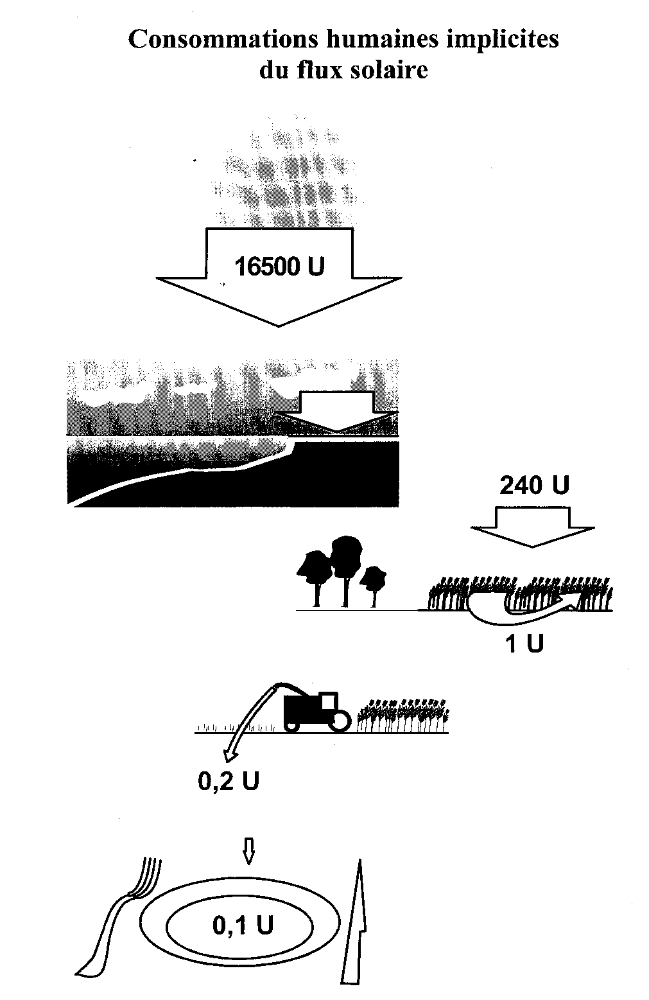 Consommations humaines implicites
du flux solaire
16500 U
240 U
1 U
0,2 U
0,1 U